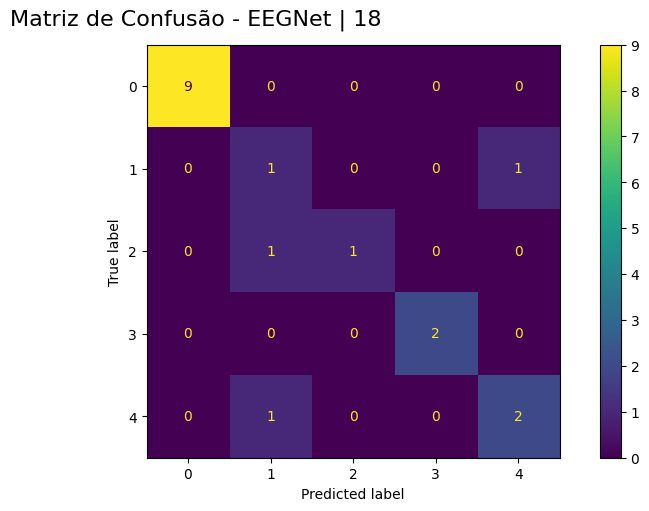 Matriz de Confusão - EEGNet | 18
0 9 0 0 0 0
1 0 1 0 0 1
2 0 1 1 0 0
3 0 0 0 2 0
4 0 1 0 0 2
0 1 2 3 4
True label
Predicted label
9
8
7
6
5
4
3
2
1
0